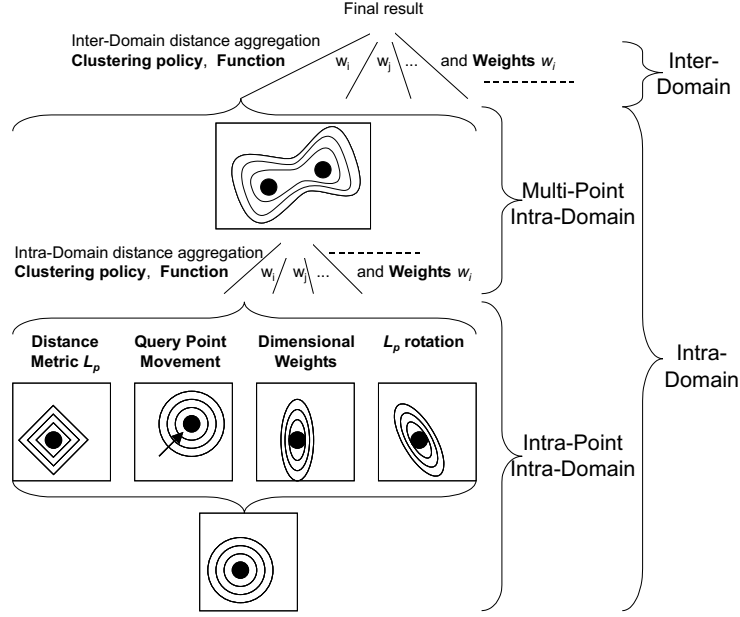 Final result
Inter-Domain distance aggregation
Clustering policy, Function wi wj ... and Weights wi
Inter-
Domain
Multi-Point
Intra-Domain
Intra-Domain distance aggregation
Clustering policy, Function wi wj ... and Weights wi
Distance
Metric Lp
Query Point
Movement
Dimensional
Weights
Lp rotation
Intra-
Domain
Intra-Point
Intra-Domain